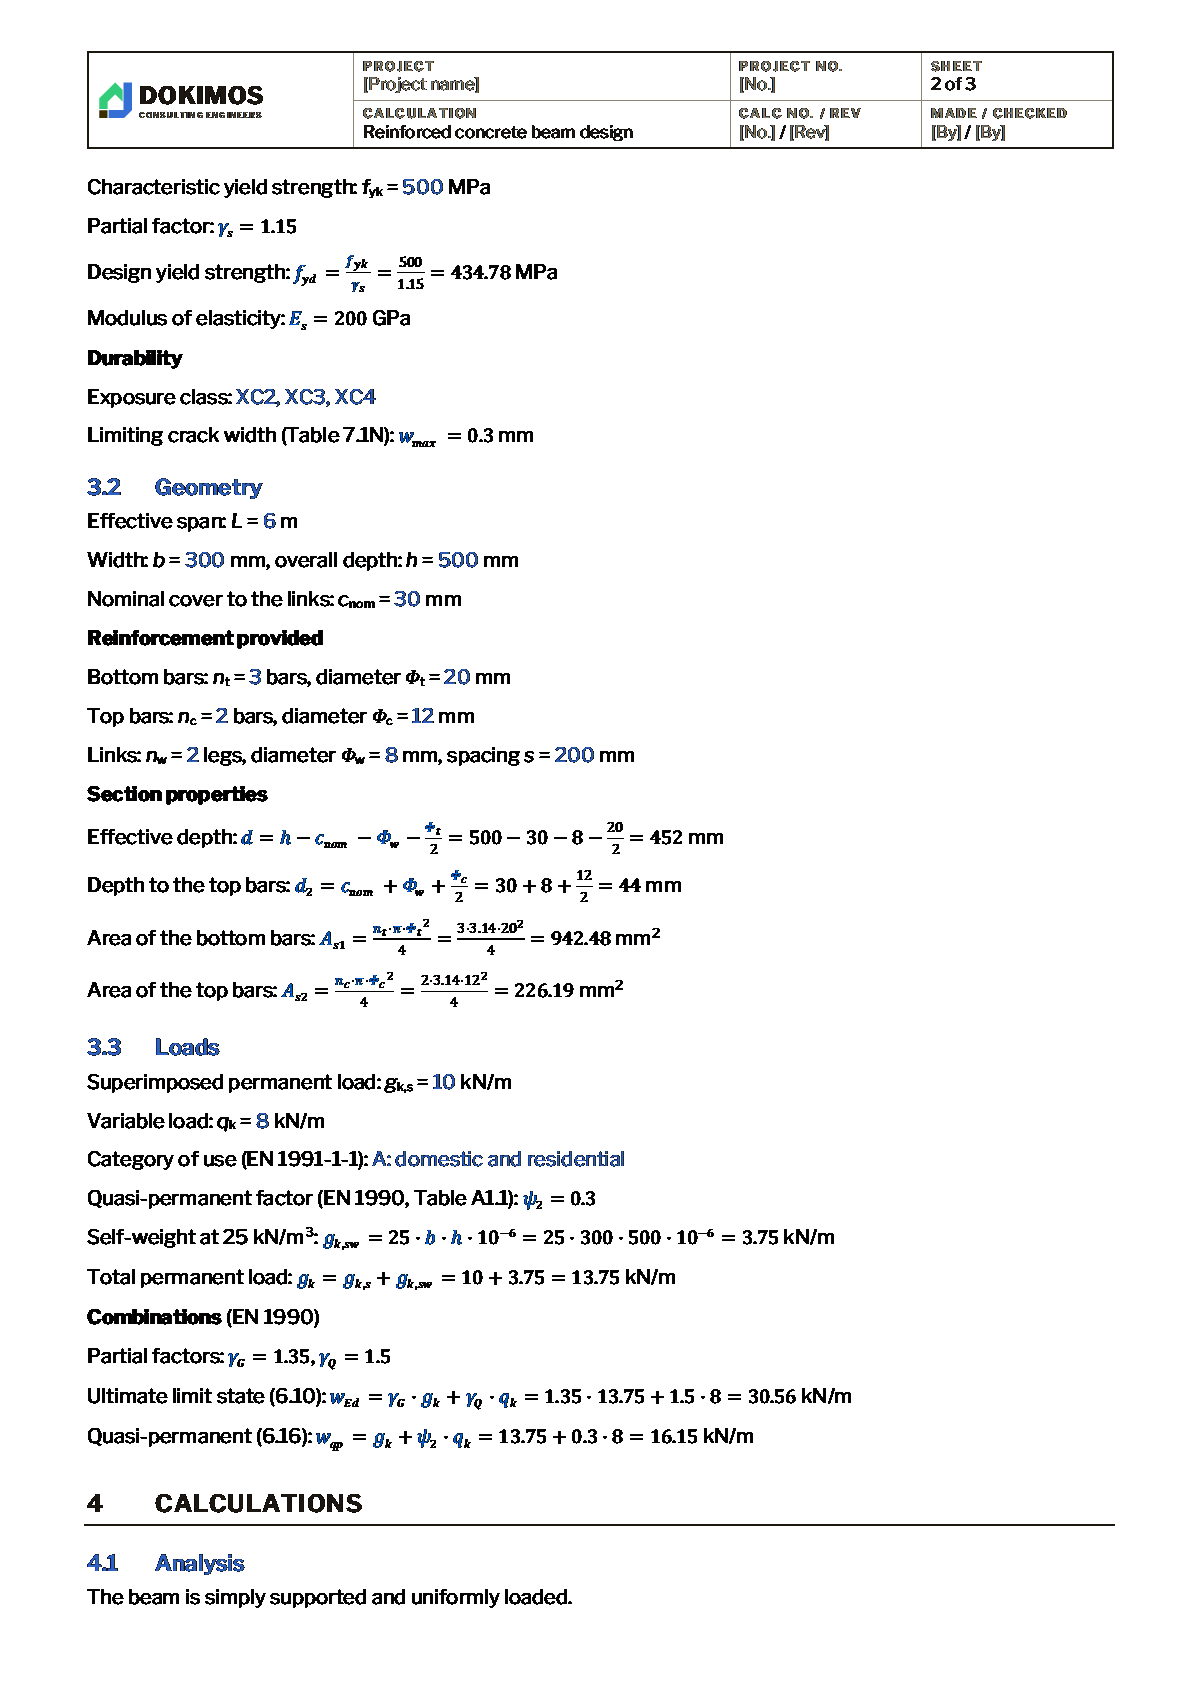 DOKIMOS
CONSULTING ENGINEERS
PROJECT
[Project name]
PROJECT NO.
[No.]
SHEET
2 of 3
CALCULATION
Reinforced concrete beam design
CALC NO. / REV
[No.] / [Rev]
MADE / CHECKED
[By] / [By]
Characteristic yield strength: fyk = 500 MPa
Partial factor: γs = 1.15
Design yield strength: fyd = fyk/γs = 500/1.15 = 434.78 MPa
Modulus of elasticity: Es = 200 GPa
Durability
Exposure class: XC2, XC3, XC4
Limiting crack width (Table 7.1N): wmax = 0.3 mm
3.2 Geometry
Effective span: L = 6 m
Width: b = 300 mm, overall depth: h = 500 mm
Nominal cover to the links: cnom = 30 mm
Reinforcement provided
Bottom bars: nt = 3 bars, diameter Φt = 20 mm
Top bars: nc = 2 bars, diameter Φc = 12 mm
Links: nw = 2 legs, diameter Φw = 8 mm, spacing s = 200 mm
Section properties
Effective depth: d = h − cnom − Φw − Φt/2 = 500 − 30 − 8 − 20/2 = 452 mm
Depth to the top bars: d2 = cnom + Φw + Φc/2 = 30 + 8 + 12/2 = 44 mm
Area of the bottom bars: As1 = nt·π·Φt²/4 = 3·3.14·20²/4 = 942.48 mm²
Area of the top bars: As2 = nc·π·Φc²/4 = 2·3.14·12²/4 = 226.19 mm²
3.3 Loads
Superimposed permanent load: gk,s = 10 kN/m
Variable load: qk = 8 kN/m
Category of use (EN 1991-1-1): A: domestic and residential
Quasi-permanent factor (EN 1990, Table A1.1): ψ2 = 0.3
Self-weight at 25 kN/m³: gk,sw = 25 · b · h · 10⁻⁶ = 25 · 300 · 500 · 10⁻⁶ = 3.75 kN/m
Total permanent load: gk = gk,s + gk,sw = 10 + 3.75 = 13.75 kN/m
Combinations (EN 1990)
Partial factors: γG = 1.35, γQ = 1.5
Ultimate limit state (6.10): wEd = γG · gk + γQ · qk = 1.35 · 13.75 + 1.5 · 8 = 30.56 kN/m
Quasi-permanent (6.16): wqp = gk + ψ2 · qk = 13.75 + 0.3 · 8 = 16.15 kN/m
4 CALCULATIONS
4.1 Analysis
The beam is simply supported and uniformly loaded.